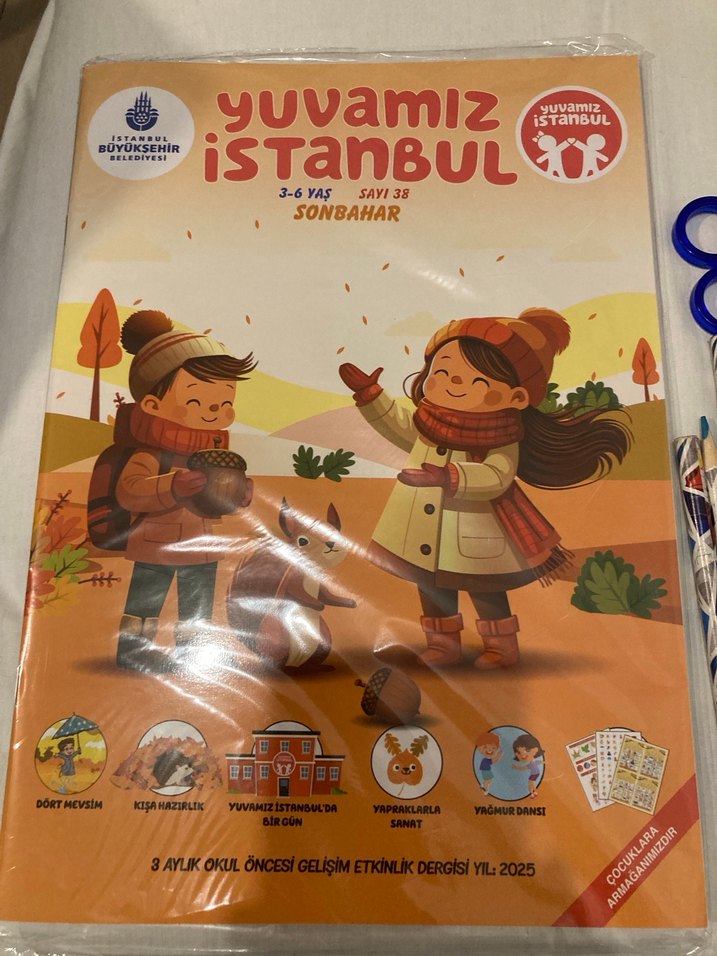 İSTANBUL
BÜYÜKŞEHİR
BELEDİYESİ
YUVAMIZ
İSTANBUL
YUVAMIZ
İSTANBUL
3-6 YAŞ SAYI 38
SONBAHAR
DÖRT MEVSİM
KIŞA HAZIRLIK
YUVAMIZ İSTANBUL'DA
BİR GÜN
YAPRAKLARLA
SANAT
YAĞMUR DANSI
ÇOCUKLARA
ARMAĞANIMIZDIR
3 AYLIK OKUL ÖNCESİ GELİŞİM ETKİNLİK DERGİSİ YIL: 2025